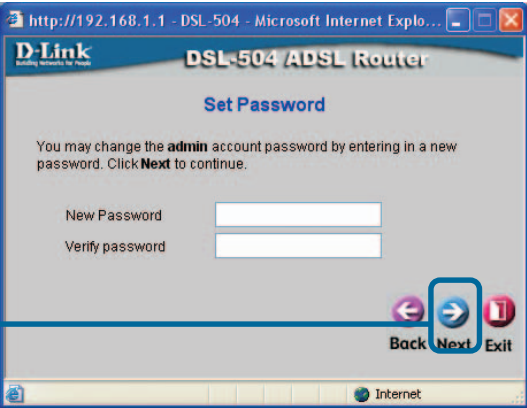 http://192.168.1.1 - DSL-504 - Microsoft Internet Explo...
D-Link
Building Networks for People
DSL-504 ADSL Router
Set Password
You may change the admin account password by entering in a new
password. Click Next to continue.
New Password
Verify password
Back Next Exit
Internet